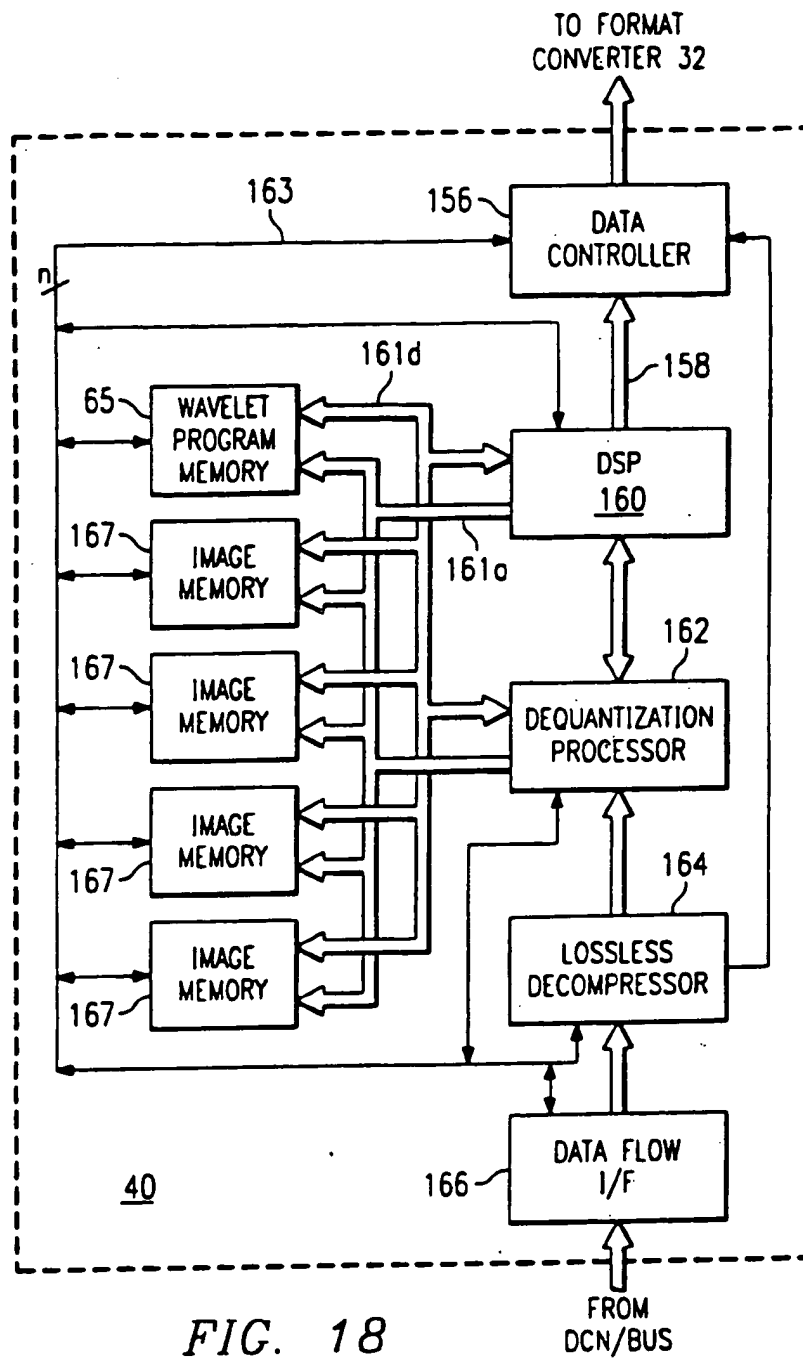 TO FORMAT
CONVERTER 32
163
156
DATA
CONTROLLER
n
161d
158
65
WAVELET
PROGRAM
MEMORY
DSP
160
167
IMAGE
MEMORY
161a
167
IMAGE
MEMORY
162
DEQUANTIZATION
PROCESSOR
IMAGE
MEMORY
167
164
LOSSLESS
DECOMPRESSOR
IMAGE
MEMORY
167
DATA FLOW
I/F
166
40
FROM
DCN/BUS
FIG. 18